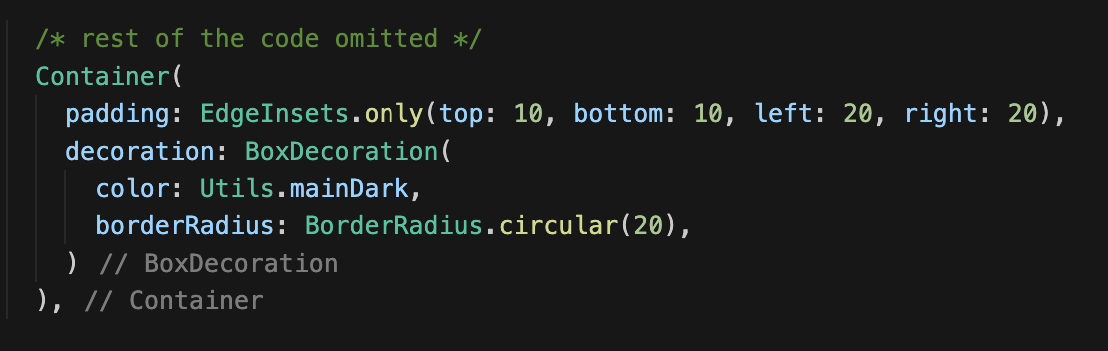 /* rest of the code omitted */
Container(
padding: EdgeInsets.only(top: 10, bottom: 10, left: 20, right: 20),
decoration: BoxDecoration(
color: Utils.mainDark,
borderRadius: BorderRadius.circular(20),
) // BoxDecoration
), // Container